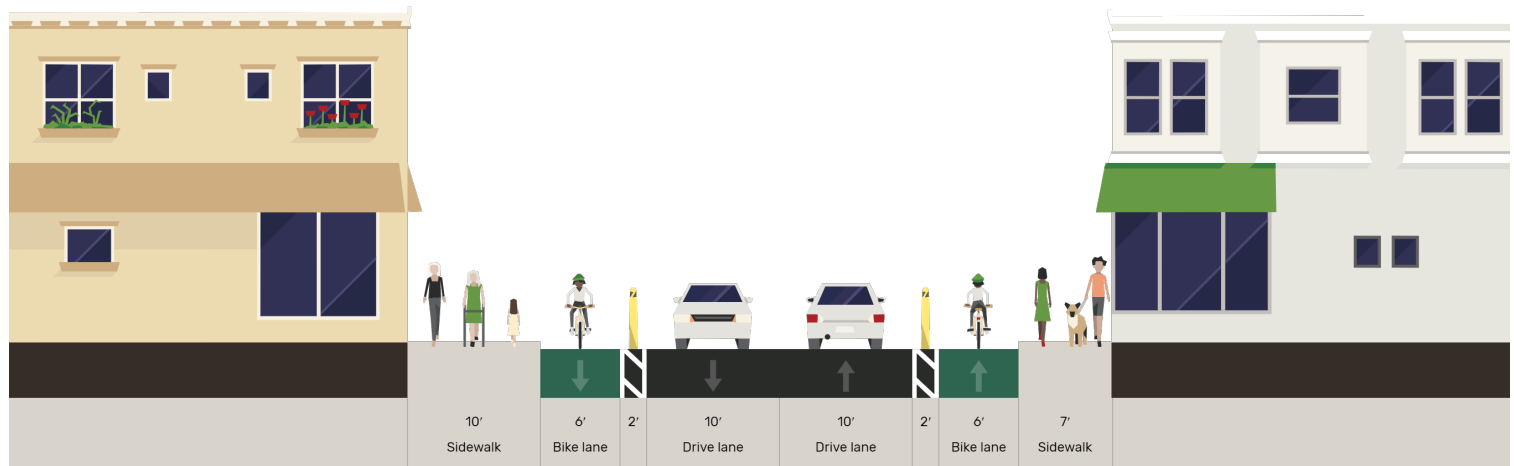 10′ 6′ 2′ 10′ 10′ 2′ 6′ 7′
Sidewalk Bike lane Drive lane Drive lane Bike lane Sidewalk